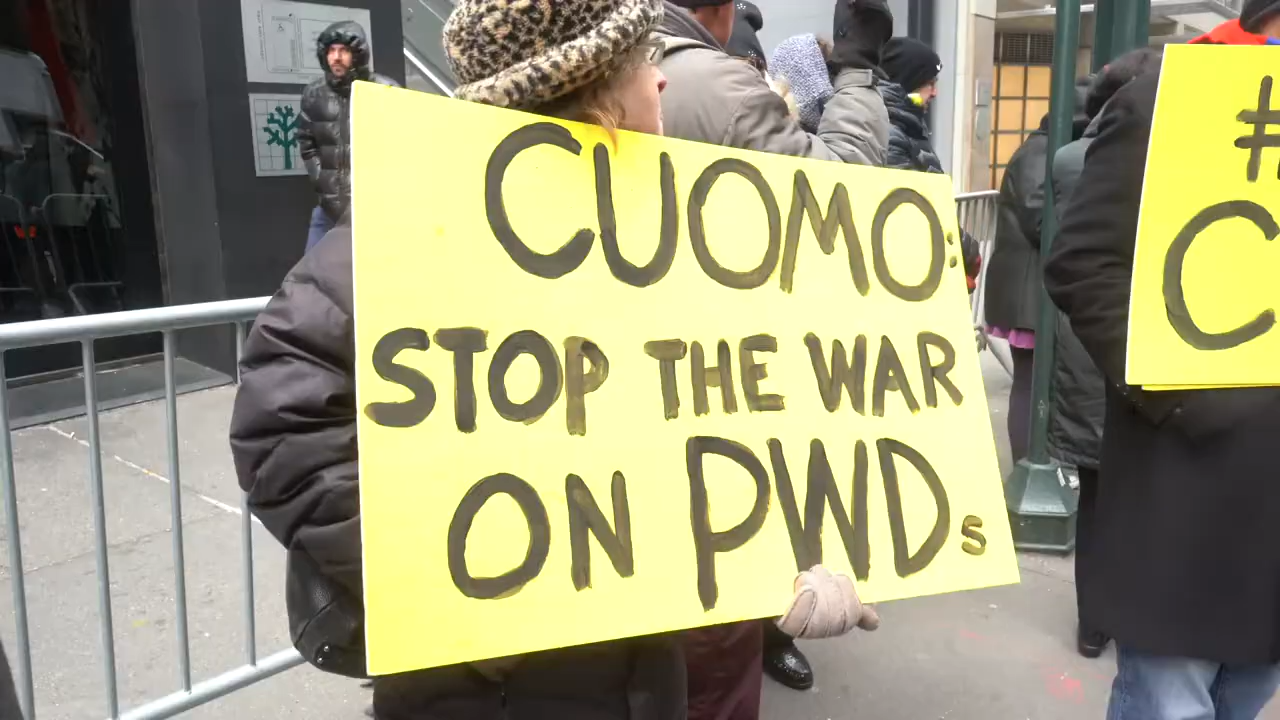 CUOMO:
STOP THE WAR
ON PWDs
#
C